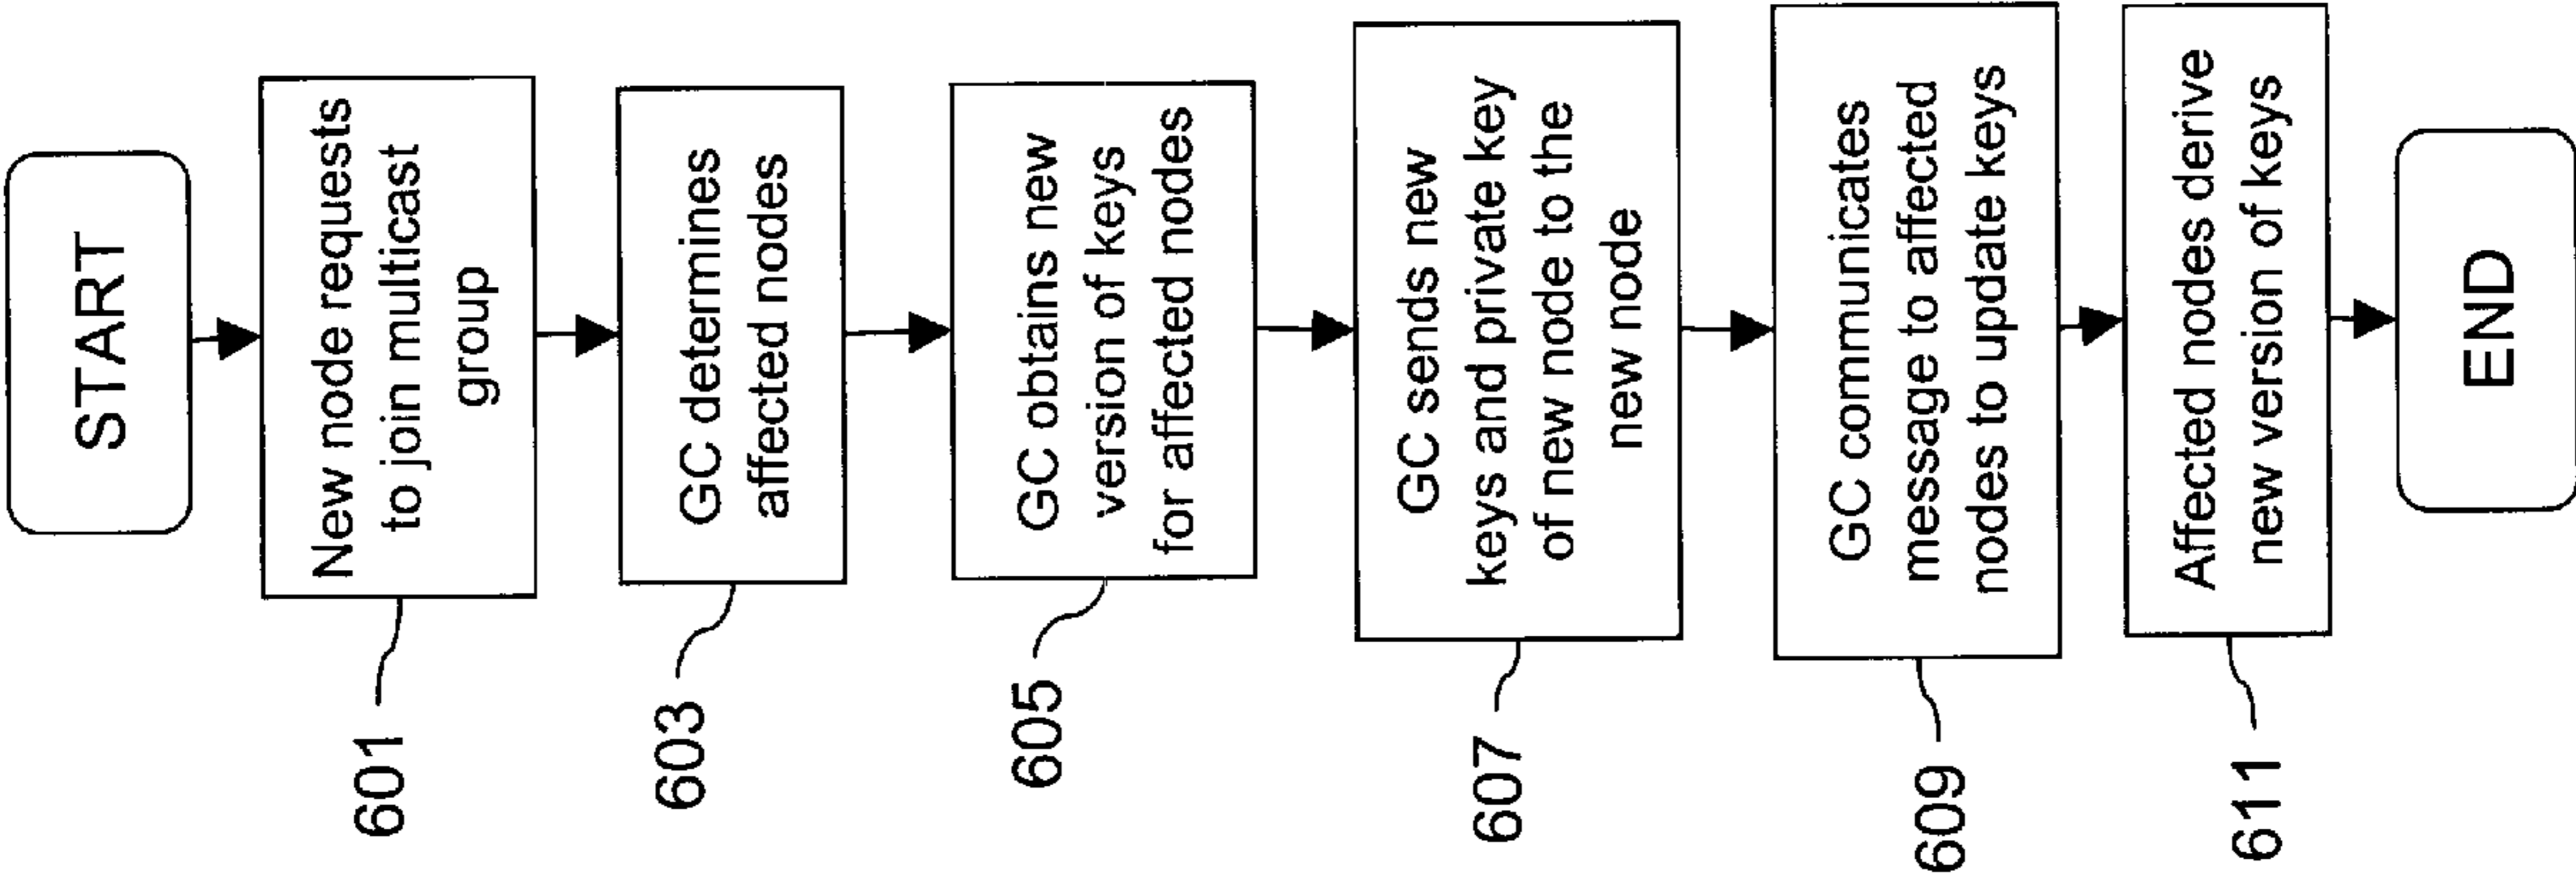 START
New node requests
to join multicast
group
601
GC determines
affected nodes
603
GC obtains new
version of keys
for affected nodes
605
GC sends new
keys and private key
of new node to the
new node
607
GC communicates
message to affected
nodes to update keys
609
Affected nodes derive
new version of keys
611
END